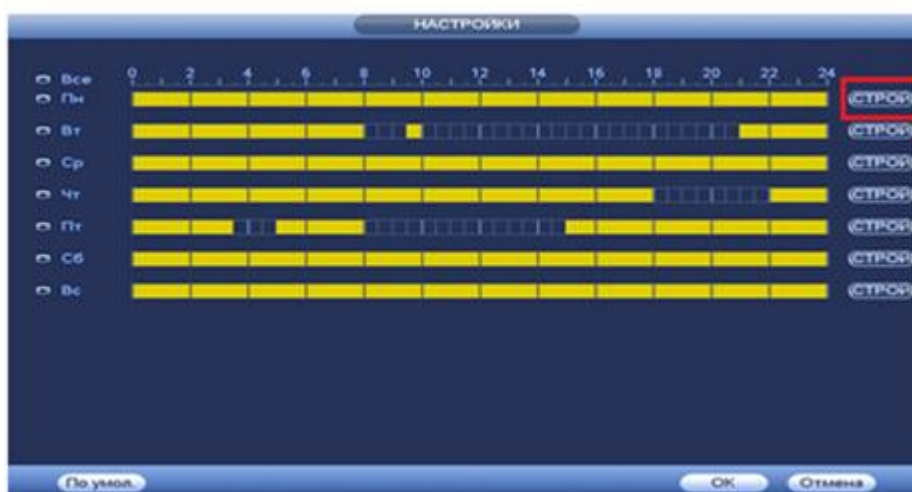 НАСТРОЙКИ
0 2 4 6 8 10 12 14 16 18 20 22 24
Все
Пн СТРОЙ
Вт СТРОЙ
Ср СТРОЙ
Чт СТРОЙ
Пт СТРОЙ
Сб СТРОЙ
Вс СТРОЙ
По умол. OK Отмена